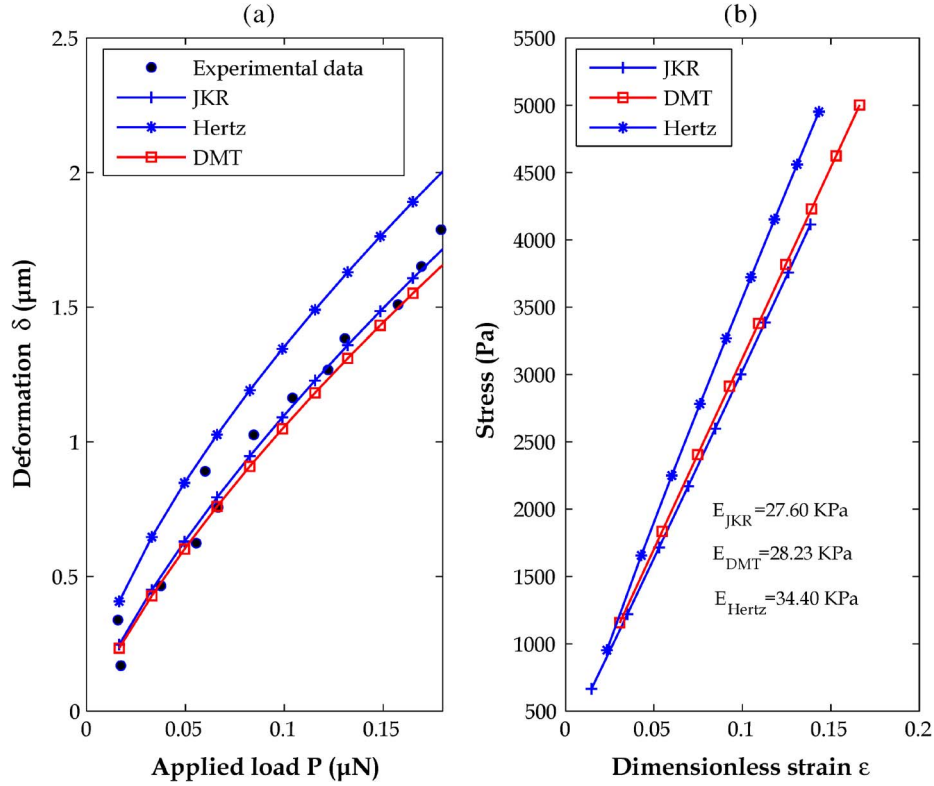 (a)
2.5
2
1.5
1
0.5
0
Deformation δ (μm)
Experimental data
JKR
Hertz
DMT
0
0.05
0.1
0.15
Applied load P (μN)
(b)
5500
5000
4500
4000
3500
3000
2500
2000
1500
1000
500
Stress (Pa)
JKR
DMT
Hertz
E_JKR=27.60 KPa
E_DMT=28.23 KPa
E_Hertz=34.40 KPa
0
0.05
0.1
0.15
0.2
Dimensionless strain ε